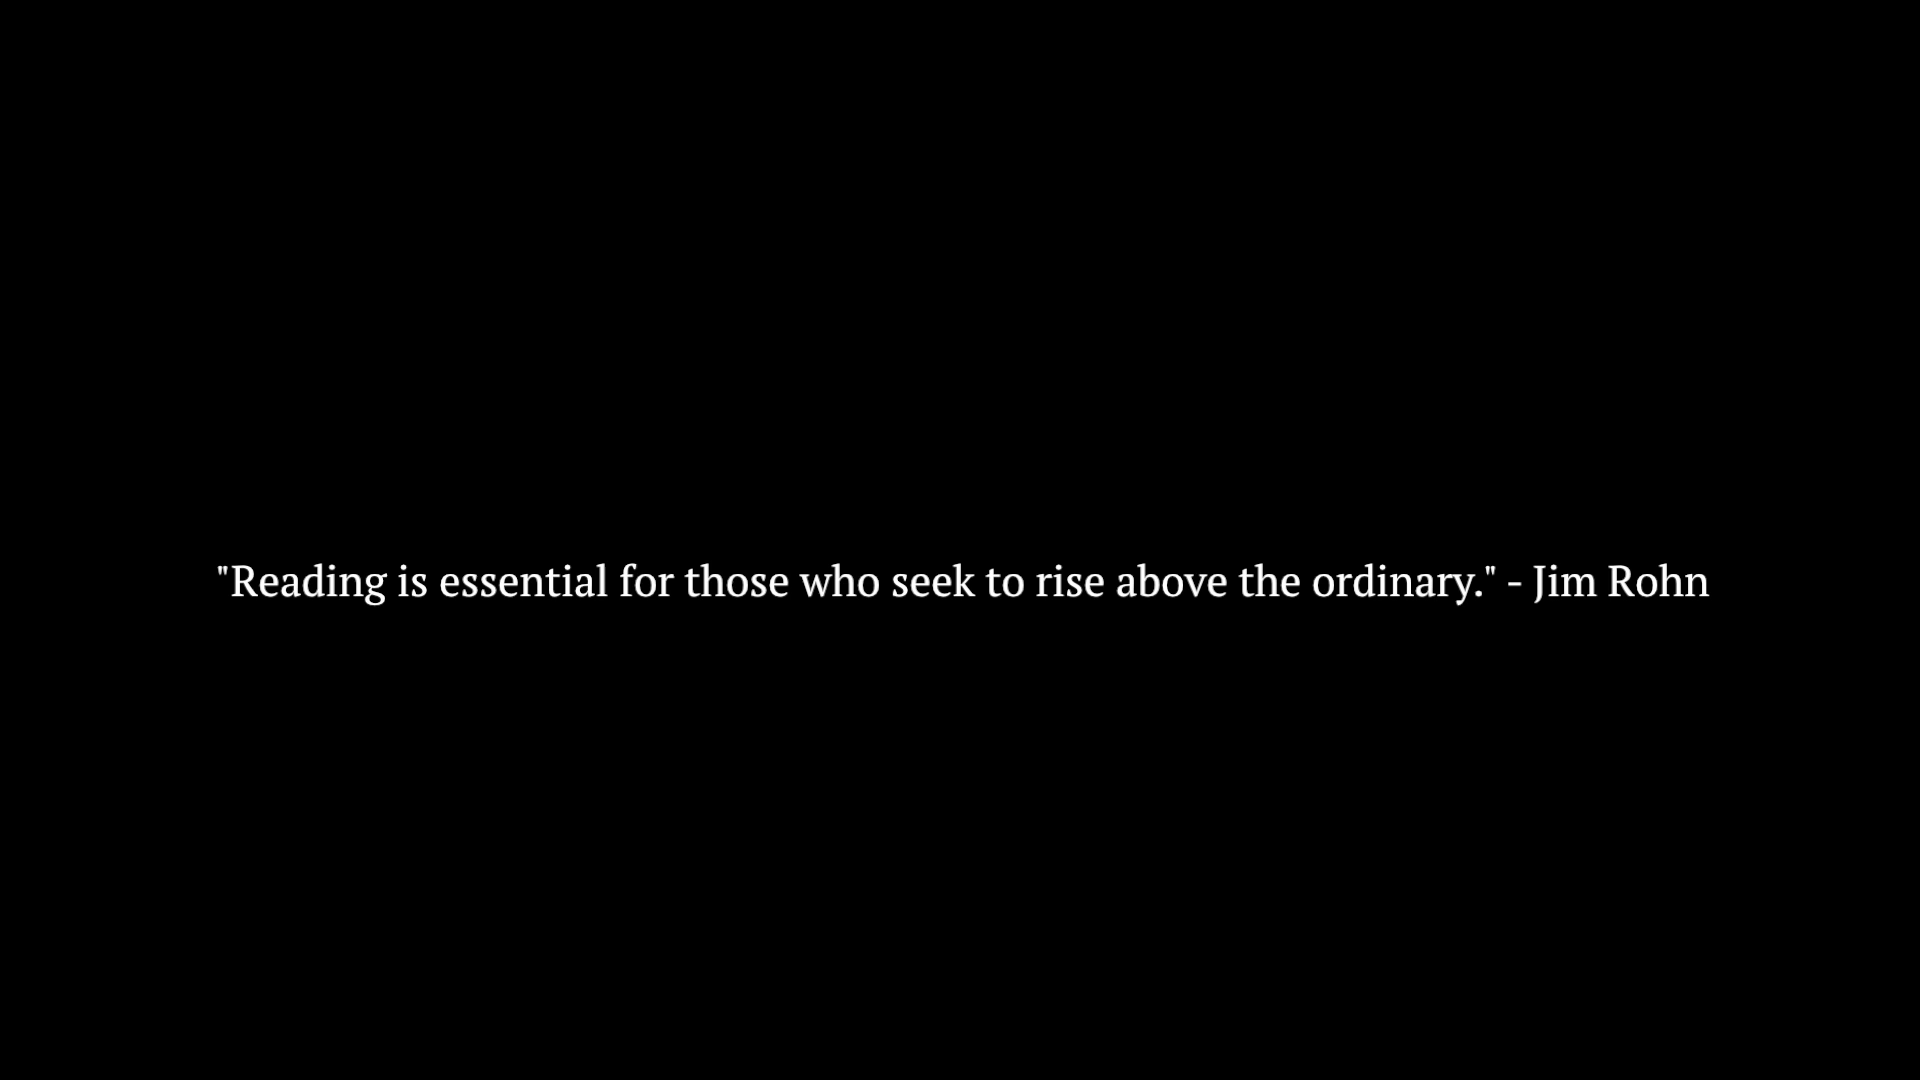 "Reading is essential for those who seek to rise above the ordinary." - Jim Rohn